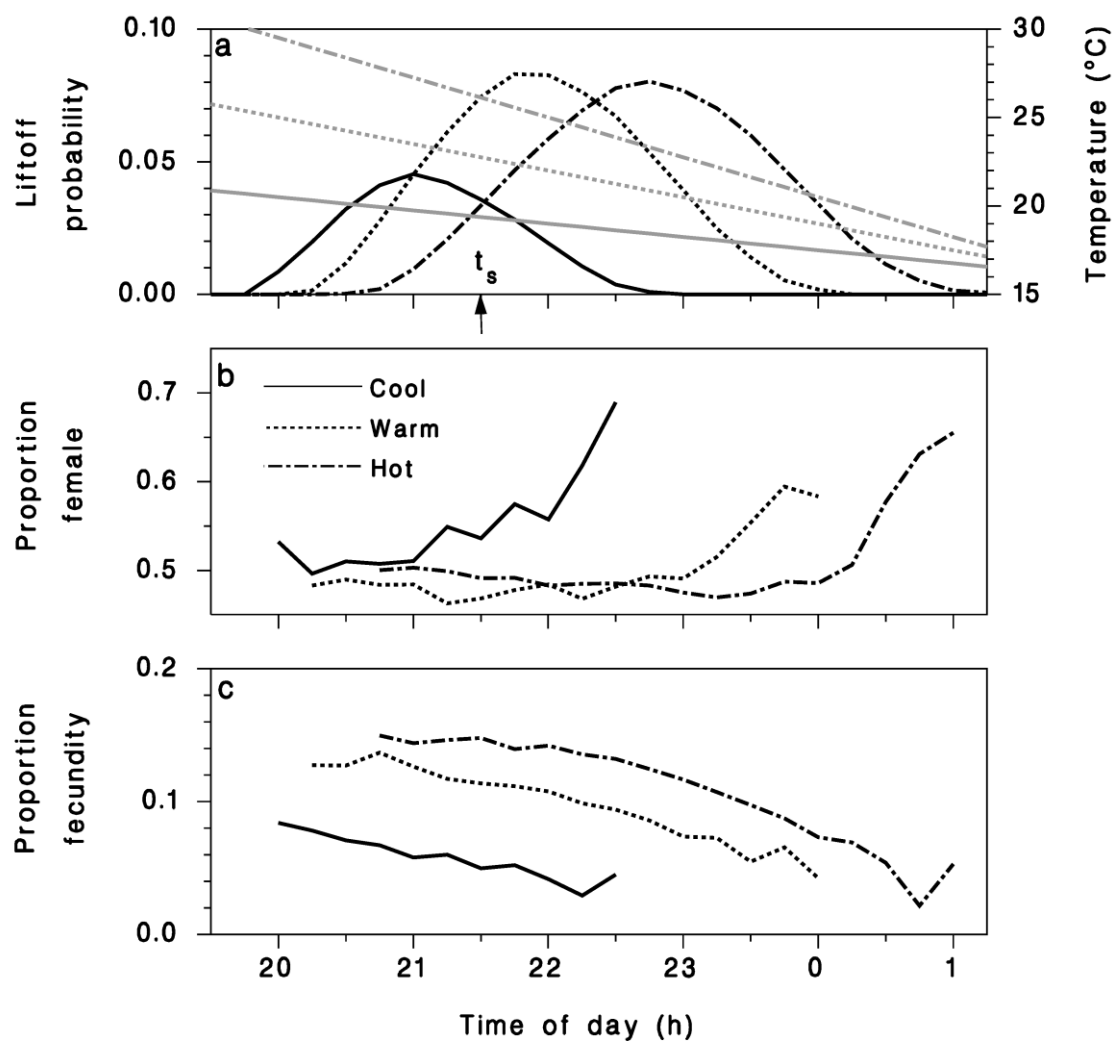 a
Liftoff
probability
0.10
0.05
0.00
t_s
30
25
20
15
Temperature (°C)
b
Proportion
female
0.7
0.6
0.5
Cool
Warm
Hot
c
Proportion
fecundity
0.2
0.1
0.0
20 21 22 23 0 1
Time of day (h)